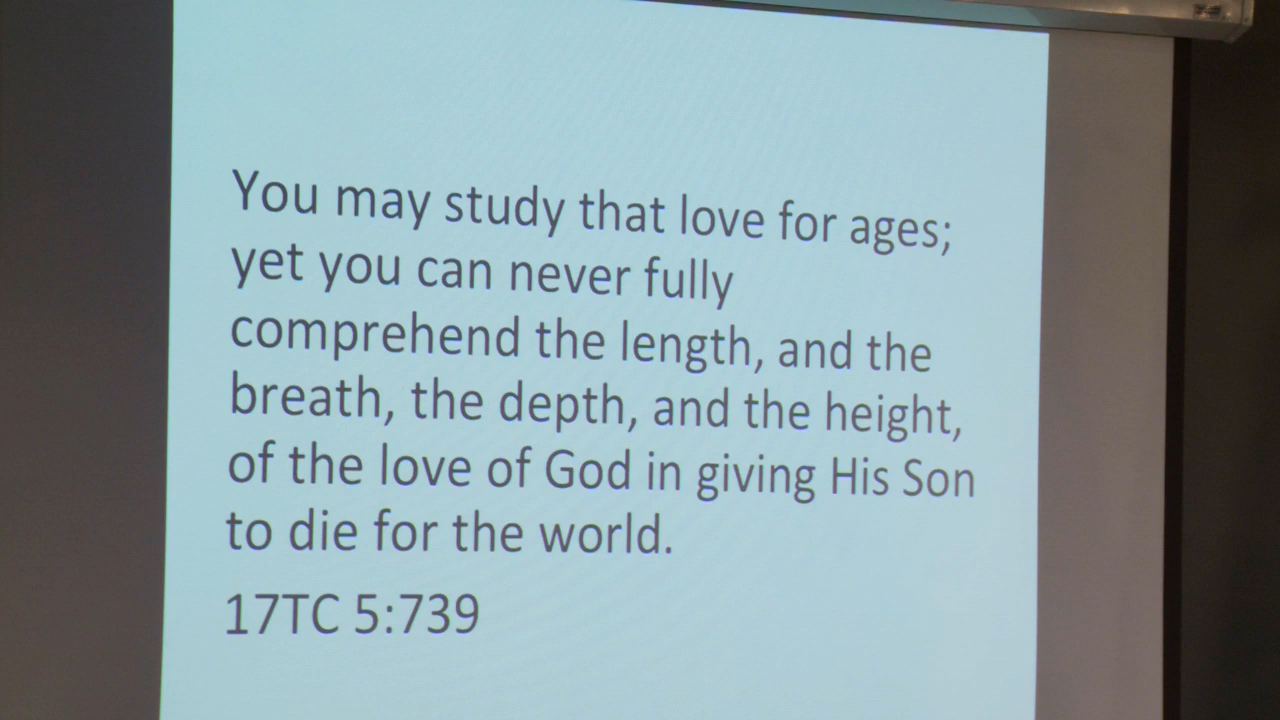 You may study that love for ages;
yet you can never fully
comprehend the length, and the
breath, the depth, and the height,
of the love of God in giving His Son
to die for the world.
17TC 5:739